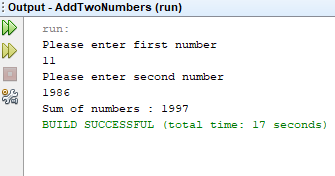 Output - AddTwoNumbers (run)
run:
Please enter first number
11
Please enter second number
1986
Sum of numbers : 1997
BUILD SUCCESSFUL (total time: 17 seconds)